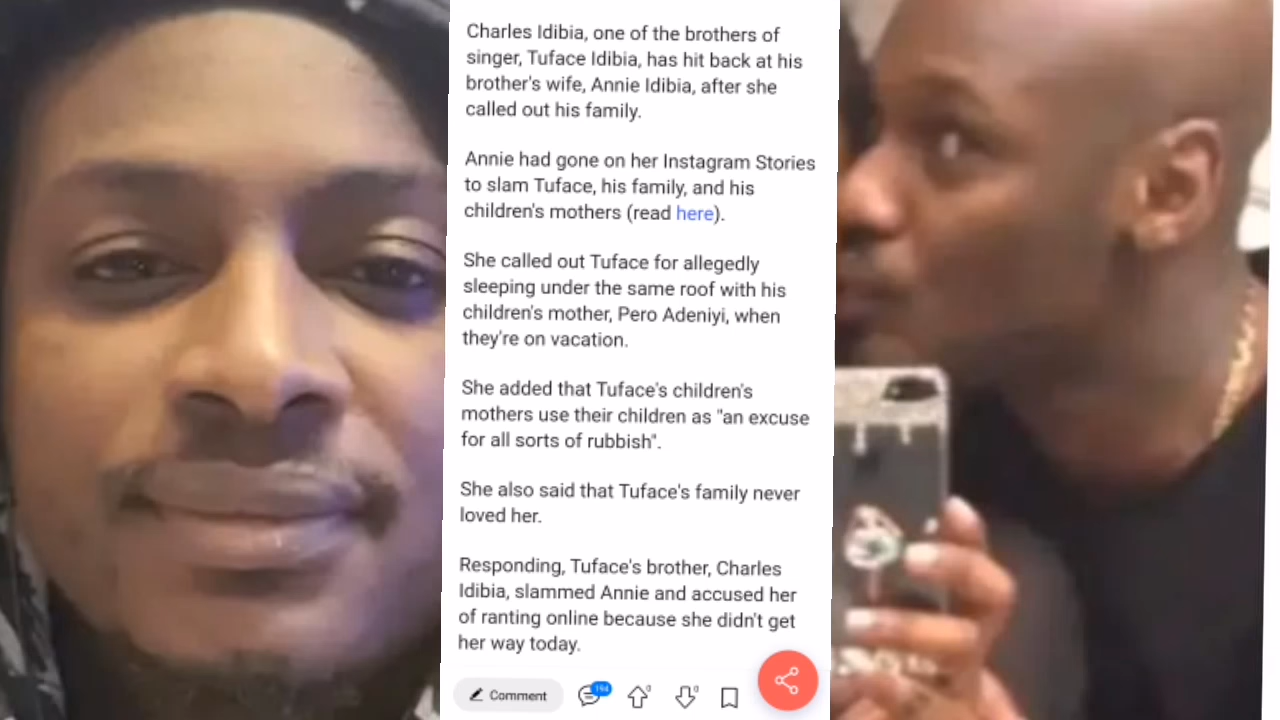 Charles Idibia, one of the brothers of
singer, Tuface Idibia, has hit back at his
brother's wife, Annie Idibia, after she
called out his family.
Annie had gone on her Instagram Stories
to slam Tuface, his family, and his
children's mothers (read here).
She called out Tuface for allegedly
sleeping under the same roof with his
children's mother, Pero Adeniyi, when
they're on vacation.
She added that Tuface's children's
mothers use their children as "an excuse
for all sorts of rubbish".
She also said that Tuface's family never
loved her.
Responding, Tuface's brother, Charles
Idibia, slammed Annie and accused her
of ranting online because she didn't get
her way today.
Comment 194 0 0